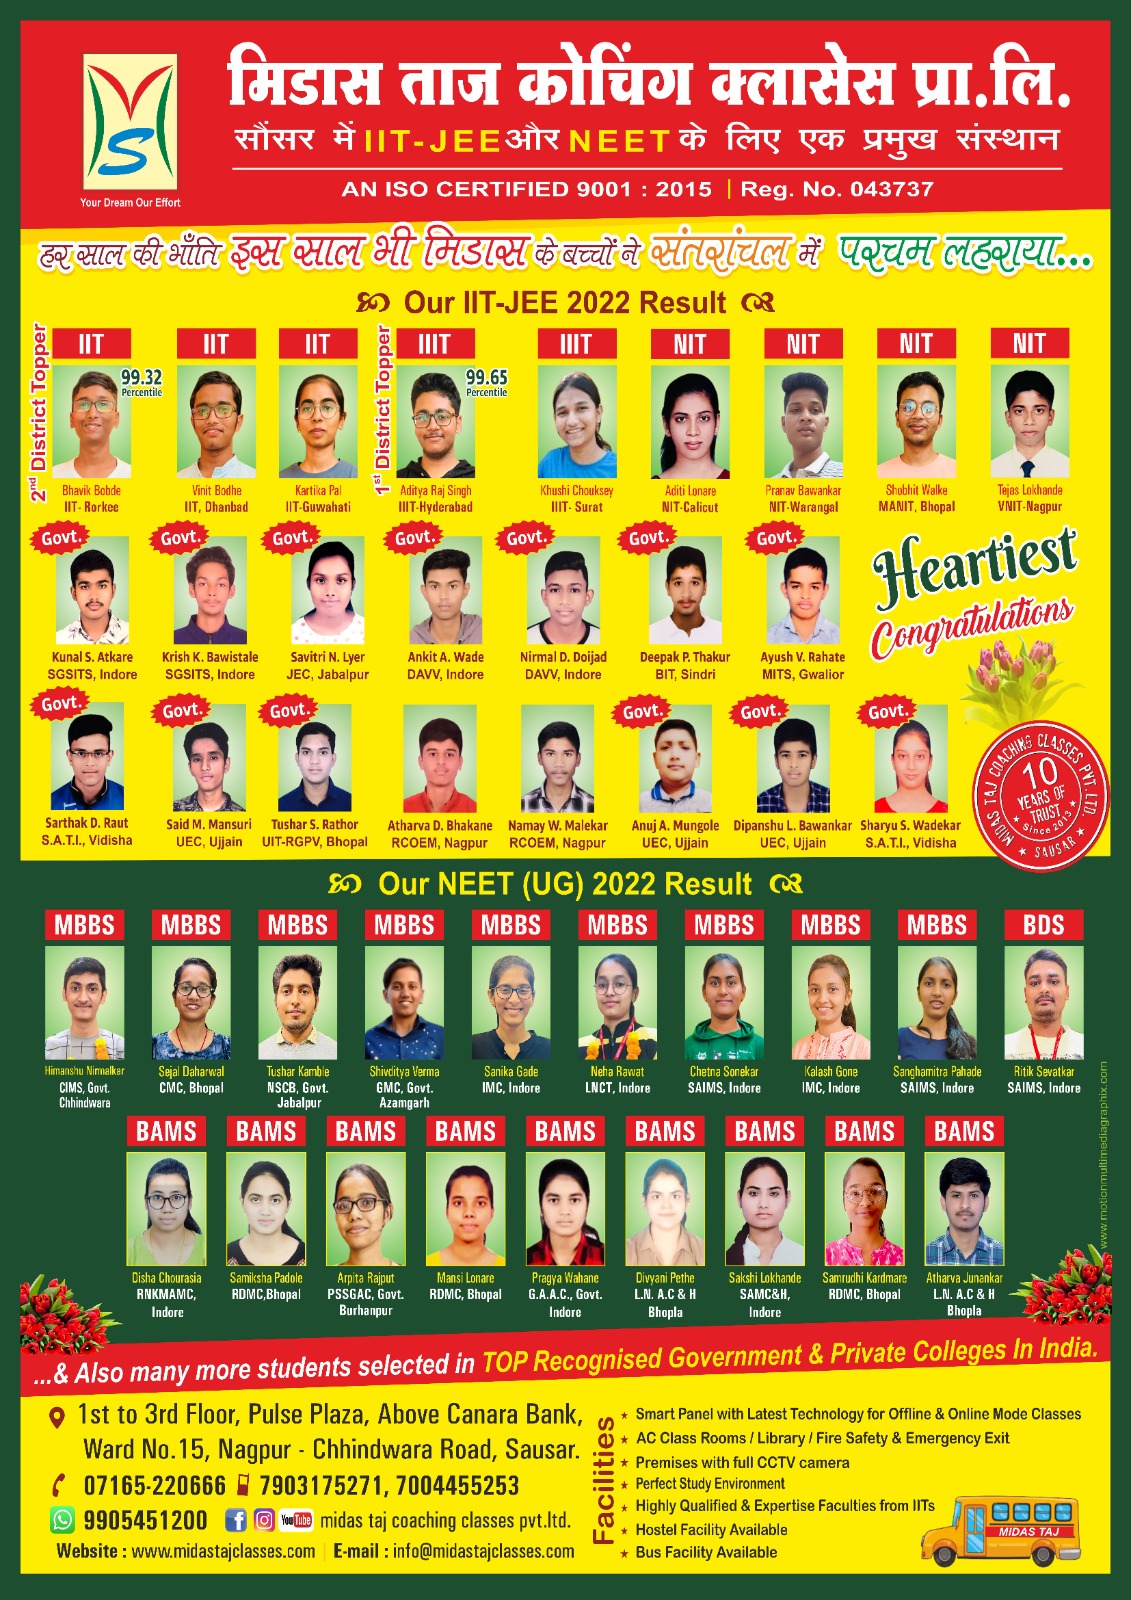 मिडास ताज कोचिंग क्लासेस प्रा.लि.
सौंसर में IIT-JEE और NEET के लिए एक प्रमुख संस्थान
AN ISO CERTIFIED 9001 : 2015 | Reg. No. 043737
S
Your Dream Our Effort
हर साल की भाँति इस साल भी मिडास के बच्चों ने संतरांचल में परचम लहराया...
Our IIT-JEE 2022 Result
2nd District Topper
1st District Topper
IIT IIT IIT IIIT IIIT NIT NIT NIT NIT
99.32 Percentile
99.65 Percentile
Bhavik Bobde Vinit Bodhe Kartika Pal Aditya Raj Singh Khushi Chouksey Aditi Lonare Pranav Bawankar Shobhit Walke Tejas Lokhande
IIT- Rorkee IIT, Dhanbad IIT-Guwahati IIIT-Hyderabad IIIT- Surat NIT-Calicut NIT-Warangal MANIT, Bhopal VNIT-Nagpur
Govt. Govt. Govt. Govt. Govt. Govt. Govt.
Heartiest
Congratulations
Kunal S. Atkare Krish K. Bawistale Savitri N. Lyer Ankit A. Wade Nirmal D. Doijad Deepak P. Thakur Ayush V. Rahate
SGSITS, Indore SGSITS, Indore JEC, Jabalpur DAVV, Indore DAVV, Indore BIT, Sindri MITS, Gwalior
Govt. Govt. Govt. Govt. Govt. Govt.
MIDAS TAJ COACHING CLASSES PVT.LTD.
10
YEARS OF
TRUST
Since 2013
SAUSAR
Sarthak D. Raut Said M. Mansuri Tushar S. Rathor Atharva D. Bhakane Namay W. Malekar Anuj A. Mungole Dipanshu L. Bawankar Sharyu S. Wadekar
S.A.T.I., Vidisha UEC, Ujjain UIT-RGPV, Bhopal RCOEM, Nagpur RCOEM, Nagpur UEC, Ujjain UEC, Ujjain S.A.T.I., Vidisha
Our NEET (UG) 2022 Result
MBBS MBBS MBBS MBBS MBBS MBBS MBBS MBBS MBBS BDS
Himanshu Nirmalkar Sejal Daharwal Tushar Kamble Shivditya Verma Sanika Gade Neha Rawat Chetna Sonekar Kalash Gone Sanghamitra Pahade Ritik Sevatkar
CIMS, Govt. CMC, Bhopal NSCB, Govt. GMC, Govt. IMC, Indore LNCT, Indore SAIMS, Indore IMC, Indore SAIMS, Indore SAIMS, Indore
Chhindwara Jabalpur Azamgarh
BAMS BAMS BAMS BAMS BAMS BAMS BAMS BAMS BAMS
Disha Chourasia Samiksha Padole Arpita Rajput Mansi Lonare Pragya Wahane Divyani Pethe Sakshi Lokhande Samrudhi Kardmare Atharva Junankar
RNKMAMC, RDMC,Bhopal PSSGAC, Govt. RDMC, Bhopal G.A.A.C., Govt. L.N. A.C & H SAMC&H, RDMC, Bhopal L.N. A.C & H
Indore Burhanpur Indore Bhopla Indore Bhopla
www.motionmultimediagraphix.com
...& Also many more students selected in TOP Recognised Government & Private Colleges In India.
1st to 3rd Floor, Pulse Plaza, Above Canara Bank,
Ward No.15, Nagpur - Chhindwara Road, Sausar.
07165-220666 7903175271, 7004455253
9905451200 f You Tube midas taj coaching classes pvt.ltd.
Website : www.midastajclasses.com | E-mail : info@midastajclasses.com
Facilities
Smart Panel with Latest Technology for Offline & Online Mode Classes
AC Class Rooms / Library / Fire Safety & Emergency Exit
Premises with full CCTV camera
Perfect Study Environment
Highly Qualified & Expertise Faculties from IITs
Hostel Facility Available
Bus Facility Available
MIDAS TAJ